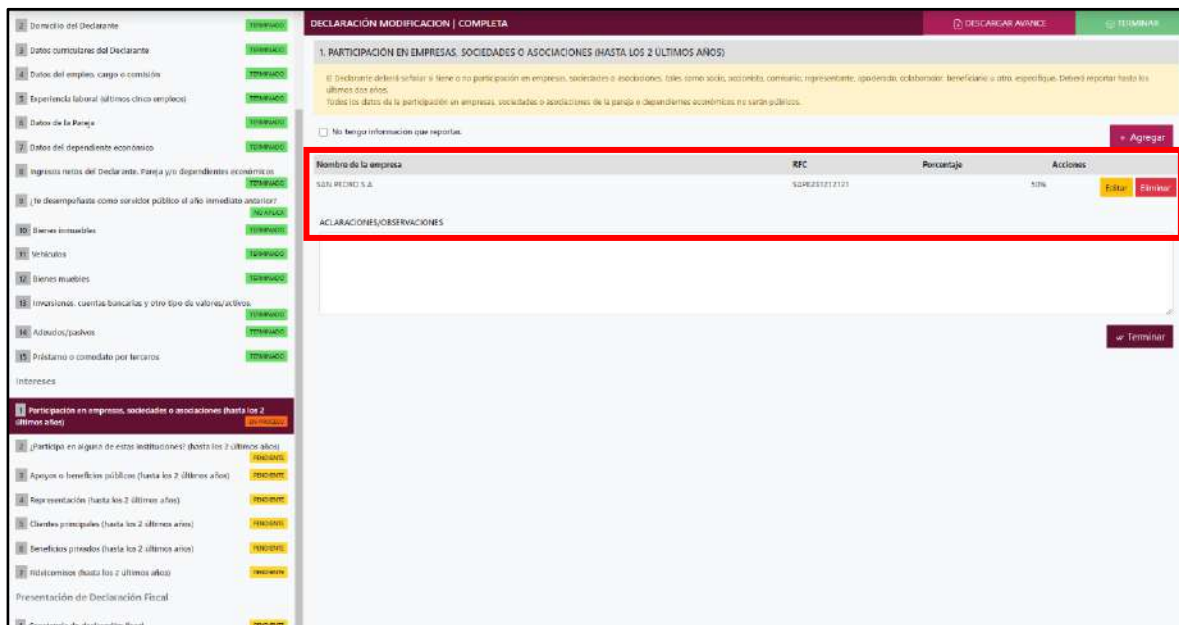 2 Domicilio del Declarante TERMINADO
3 Datos curriculares del Declarante TERMINADO
4 Datos del empleo, cargo o comisión TERMINADO
5 Experiencia laboral (últimos cinco empleos) TERMINADO
6 Datos de la Pareja TERMINADO
7 Datos del dependiente económico TERMINADO
8 Ingresos netos del Declarante, Pareja y/o dependientes económicos
TERMINADO
9 ¿Te desempeñaste como servidor público el año inmediato anterior?
NO APLICA
10 Bienes inmuebles TERMINADO
11 Vehículos TERMINADO
12 Bienes muebles TERMINADO
13 Inversiones, cuentas bancarias y otro tipo de valores/activos.
TERMINADO
14 Adeudos/pasivos TERMINADO
15 Préstamo o comodato por terceros TERMINADO
Intereses
1 Participación en empresas, sociedades o asociaciones (hasta los 2
últimos años) EN PROCESO
2 ¿Participa en alguna de estas instituciones? (hasta los 2 últimos años)
PENDIENTE
3 Apoyos o beneficios públicos (hasta los 2 últimos años) PENDIENTE
4 Representación (hasta los 2 últimos años) PENDIENTE
5 Clientes principales (hasta los 2 últimos años) PENDIENTE
6 Beneficios privados (hasta los 2 últimos años) PENDIENTE
7 Fideicomisos (hasta los 2 últimos años) PENDIENTE
Presentación de Declaración Fiscal
DECLARACIÓN MODIFICACION | COMPLETA DESCARGAR AVANCE TERMINAR
1. PARTICIPACIÓN EN EMPRESAS, SOCIEDADES O ASOCIACIONES (HASTA LOS 2 ÚLTIMOS AÑOS)
El Declarante deberá señalar si tiene o no participación en empresas, sociedades o asociaciones, tales como socio, accionista, comisario, representante, apoderado, colaborador, beneficiario u otro, especifique. Deberá reportar hasta los
últimos dos años.
Todos los datos de la participación en empresas, sociedades o asociaciones de la pareja o dependientes económicos no serán públicos.
No tengo información que reportar.
+ Agregar
Nombre de la empresa RFC Porcentaje Acciones
SAN PEDRO S.A 50% Editar Eliminar
ACLARACIONES/OBSERVACIONES
Terminar